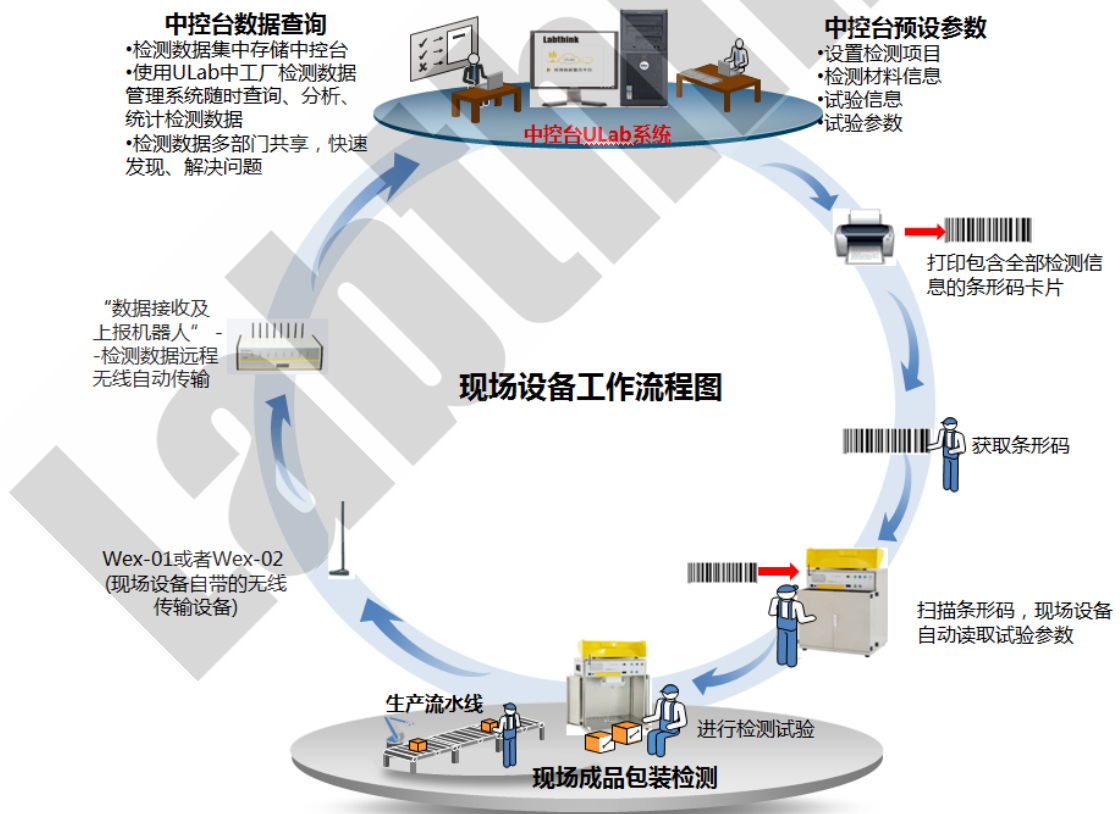 中控台数据查询
•检测数据集中存储中控台
•使用ULab中工厂检测数据
管理系统随时查询、分析、
统计检测数据
•检测数据多部门共享，快速
发现、解决问题
Labthink
中控台ULab系统
中控台预设参数
•设置检测项目
•检测材料信息
•试验信息
•试验参数
打印包含全部检测信
息的条形码卡片
获取条形码
扫描条形码，现场设备
自动读取试验参数
进行检测试验
现场成品包装检测
生产流水线
Wex-01或者Wex-02
(现场设备自带的无线
传输设备)
“数据接收及
上报机器人” -
-检测数据远程
无线自动传输
现场设备工作流程图
Labthink